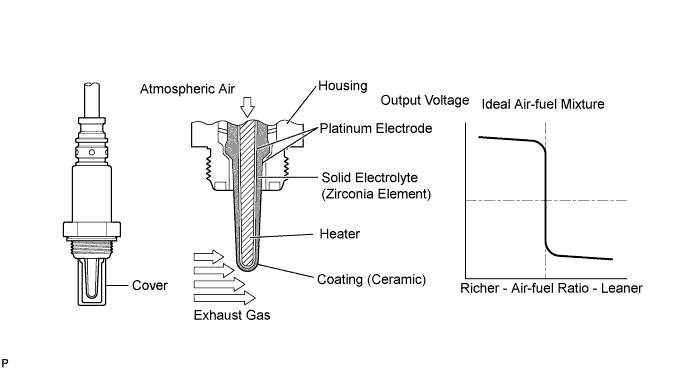 Atmospheric Air
Housing
Output Voltage
Ideal Air-fuel Mixture
Platinum Electrode
Solid Electrolyte
(Zirconia Element)
Heater
Coating (Ceramic)
Cover
Exhaust Gas
Richer - Air-fuel Ratio - Leaner
P